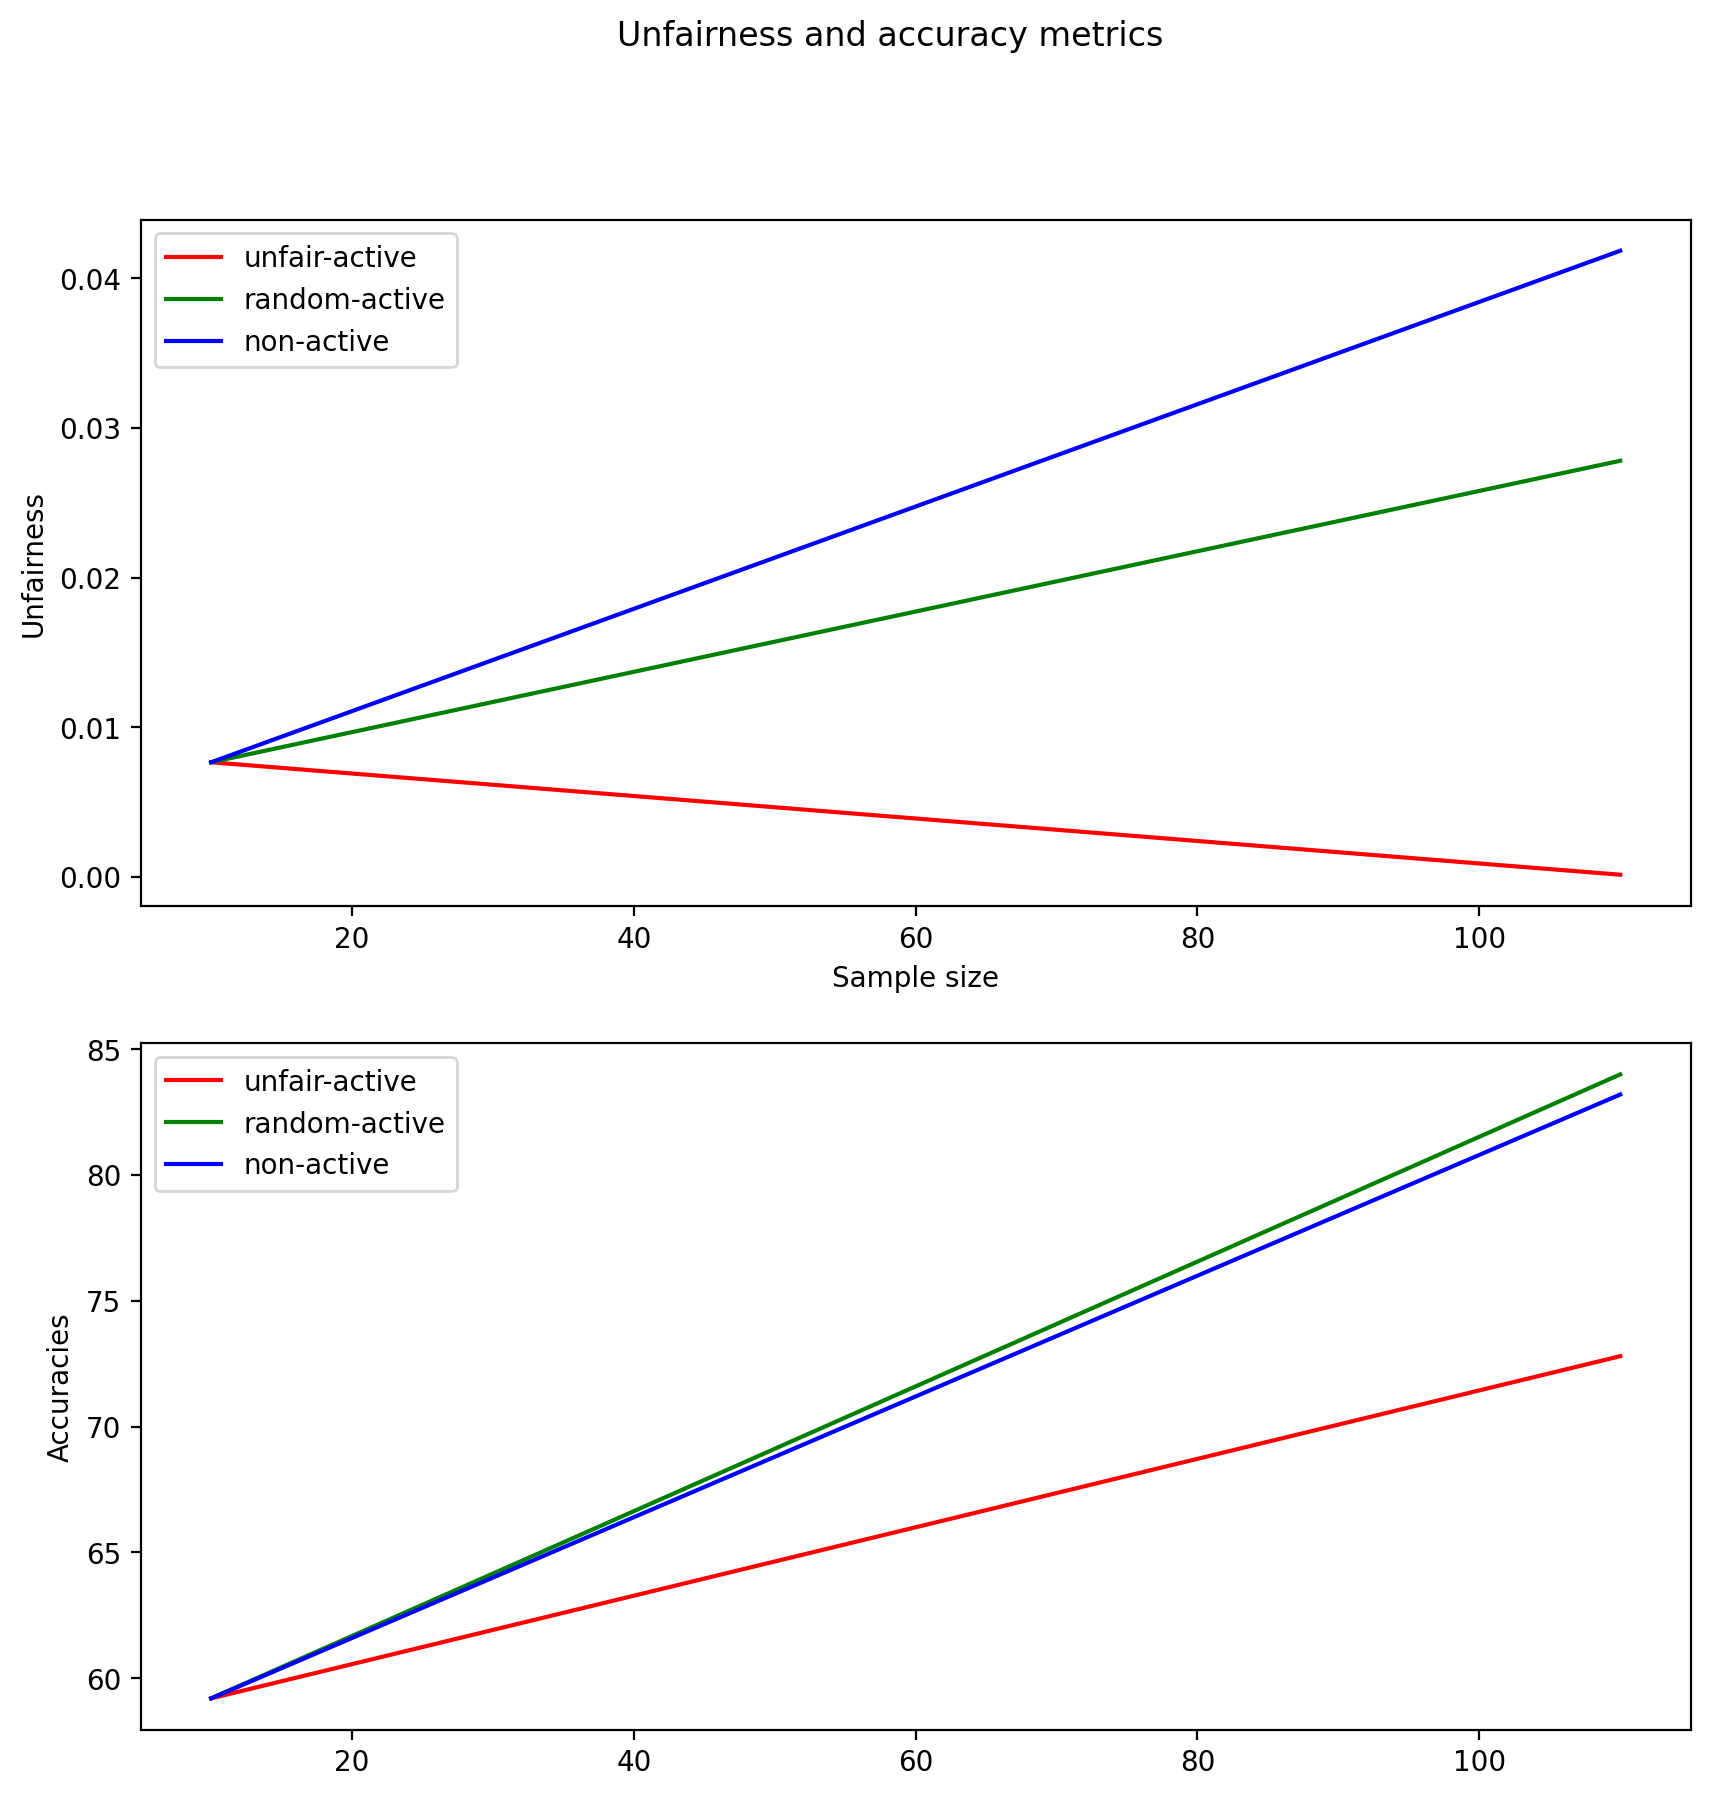 Unfairness and accuracy metrics
unfair-active
random-active
non-active
0.04
0.03
0.02
0.01
0.00
Unfairness
20 40 60 80 100
Sample size
unfair-active
random-active
non-active
85
80
75
70
65
60
Accuracies
20 40 60 80 100